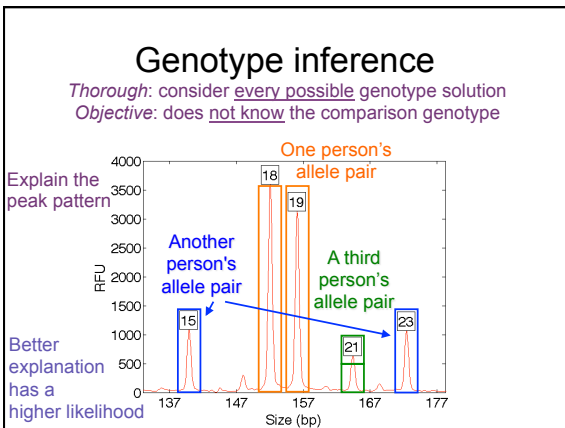 Genotype inference
Thorough: consider every possible genotype solution
Objective: does not know the comparison genotype
One person's
allele pair
Explain the
peak pattern
Another
person's
allele pair
A third
person's
allele pair
Better
explanation
has a
higher likelihood
4000
3500
3000
2500
2000
1500
1000
500
0
RFU
15
18
19
21
23
137
147
157
167
177
Size (bp)